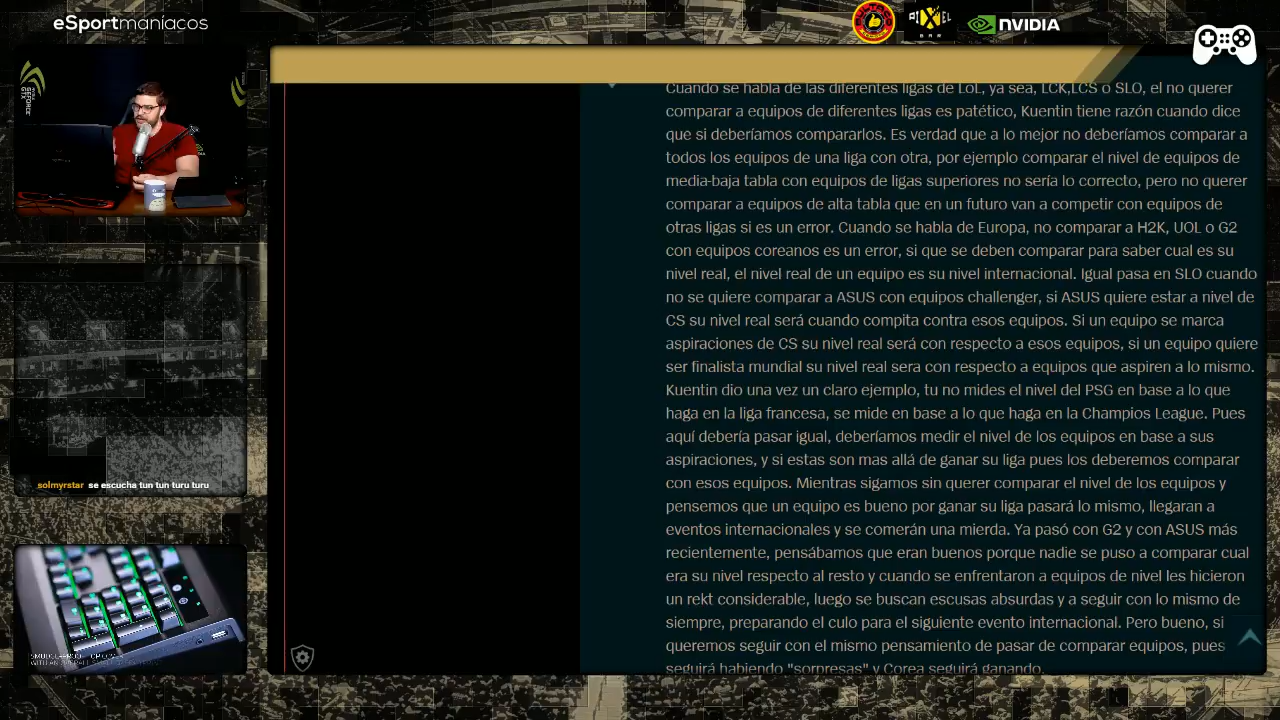 eSportmaníacos
PIXEL
BAR
NVIDIA
GEFORCE
GTX
Cuando se habla de las diferentes ligas de LoL, ya sea, LCK,LCS o SLO, el no querer
comparar a equipos de diferentes ligas es patético, Kuentin tiene razón cuando dice
que si deberíamos compararlos. Es verdad que a lo mejor no deberíamos comparar a
todos los equipos de una liga con otra, por ejemplo comparar el nivel de equipos de
media-baja tabla con equipos de ligas superiores no sería lo correcto, pero no querer
comparar a equipos de alta tabla que en un futuro van a competir con equipos de
otras ligas si es un error. Cuando se habla de Europa, no comparar a H2K, UOL o G2
con equipos coreanos es un error, si que se deben comparar para saber cual es su
nivel real, el nivel real de un equipo es su nivel internacional. Igual pasa en SLO cuando
no se quiere comparar a ASUS con equipos challenger, si ASUS quiere estar a nivel de
CS su nivel real será cuando compita contra esos equipos. Si un equipo se marca
aspiraciones de CS su nivel real será con respecto a esos equipos, si un equipo quiere
ser finalista mundial su nivel real sera con respecto a equipos que aspiren a lo mismo.
Kuentin dio una vez un claro ejemplo, tu no mides el nivel del PSG en base a lo que
haga en la liga francesa, se mide en base a lo que haga en la Champios League. Pues
aquí debería pasar igual, deberíamos medir el nivel de los equipos en base a sus
aspiraciones, y si estas son mas allá de ganar su liga pues los deberemos comparar
con esos equipos. Mientras sigamos sin querer comparar el nivel de los equipos y
pensemos que un equipo es bueno por ganar su liga pasará lo mismo, llegaran a
eventos internacionales y se comerán una mierda. Ya pasó con G2 y con ASUS más
recientemente, pensábamos que eran buenos porque nadie se puso a comparar cual
era su nivel respecto al resto y cuando se enfrentaron a equipos de nivel les hicieron
un rekt considerable, luego se buscan escusas absurdas y a seguir con lo mismo de
siempre, preparando el culo para el siguiente evento internacional. Pero bueno, si
queremos seguir con el mismo pensamiento de pasar de comparar equipos, pues
seguirá habiendo "sorpresas" y Corea seguirá ganando.
solmyrstar se escucha tun tun turu turu